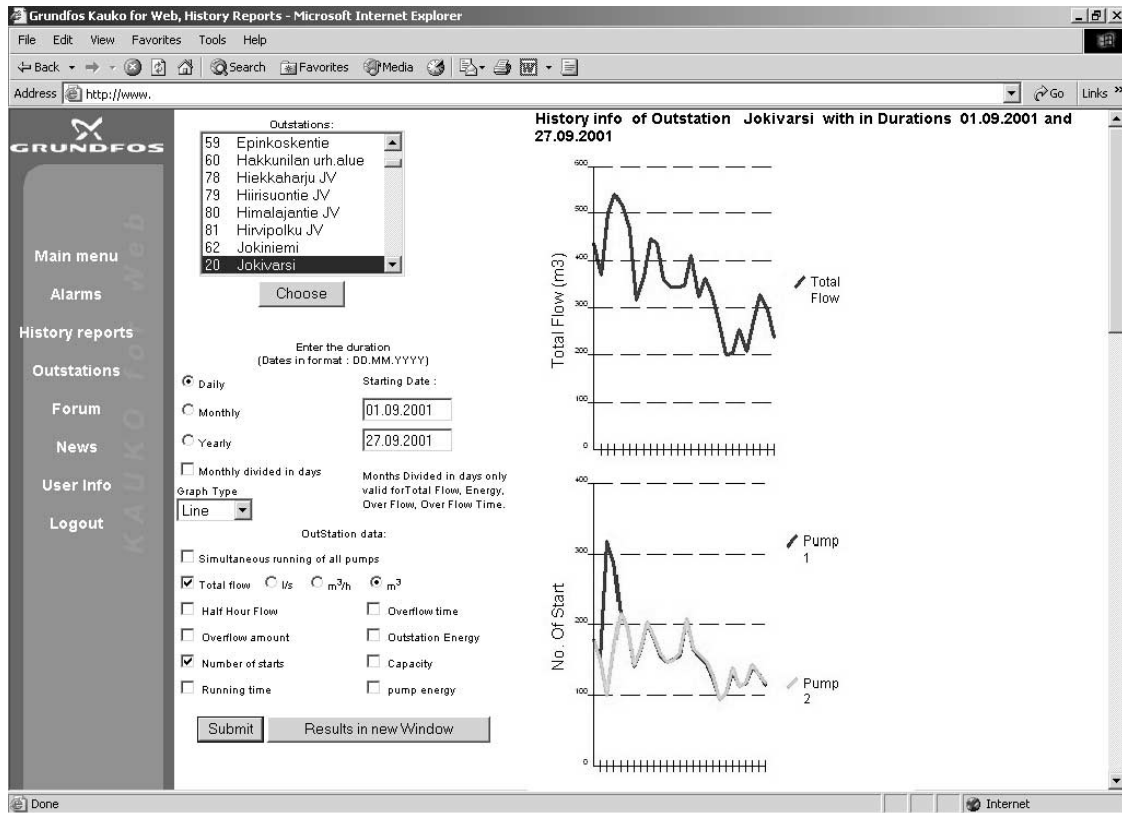 Grundfos Kauko for Web, History Reports - Microsoft Internet Explorer
File Edit View Favorites Tools Help
Back Search Favorites Media
Address http://www. Go Links »
GRUNDFOS
KAUKO for Web
Main menu
Alarms
History reports
Outstations
Forum
News
User Info
Logout
Outstations:
59 Epinkoskentie
60 Hakkunilan urh.alue
78 Hiekkaharju JV
79 Hiirisuontie JV
80 Himalajantie JV
81 Hirvipolku JV
62 Jokiniemi
20 Jokivarsi
Choose
Enter the duration
(Dates in format : DD.MM.YYYY)
Daily Starting Date :
Monthly 01.09.2001
Yearly 27.09.2001
Monthly divided in days
Months Divided in days only
valid forTotal Flow, Energy,
Over Flow, Over Flow Time.
Graph Type
Line
OutStation data:
Simultaneous running of all pumps
Total flow l/s m³/h m³
Half Hour Flow Overflow time
Overflow amount Outstation Energy
Number of starts Capacity
Running time pump energy
Submit Results in new Window
History info of Outstation Jokivarsi with in Durations 01.09.2001 and
27.09.2001
600
500
400
300
200
100
0
Total Flow (m3)
Total
Flow
400
300
200
100
0
No. Of Start
Pump
1
Pump
2
Done Internet